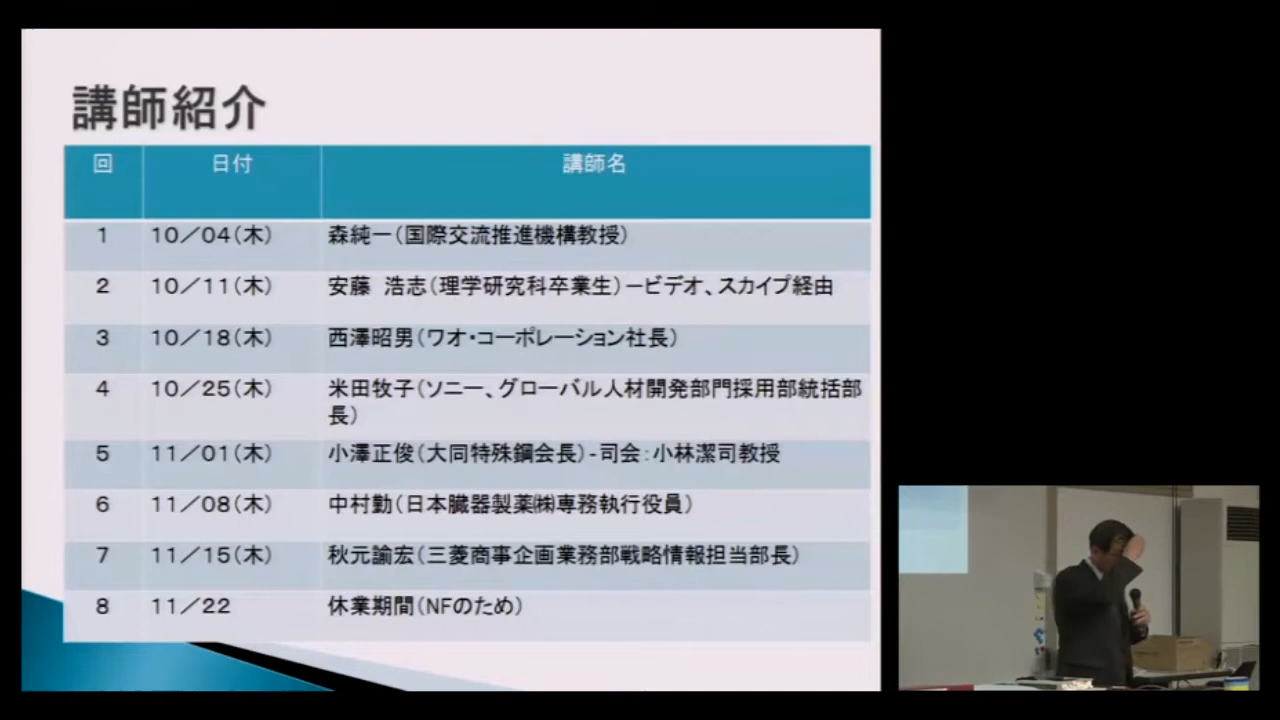 講師紹介
回 日付 講師名
1 10/04(木) 森純一(国際交流推進機構教授)
2 10/11(木) 安藤 浩志(理学研究科卒業生)-ビデオ、スカイプ経由
3 10/18(木) 西澤昭男(ワオ・コーポレーション社長)
4 10/25(木) 米田牧子(ソニー、グローバル人材開発部門採用部統括部
長)
5 11/01(木) 小澤正俊(大同特殊鋼会長)-司会:小林潔司教授
6 11/08(木) 中村勤(日本臓器製薬㈱専務執行役員)
7 11/15(木) 秋元諭宏(三菱商事企画業務部戦略情報担当部長)
8 11/22 休業期間(NFのため)